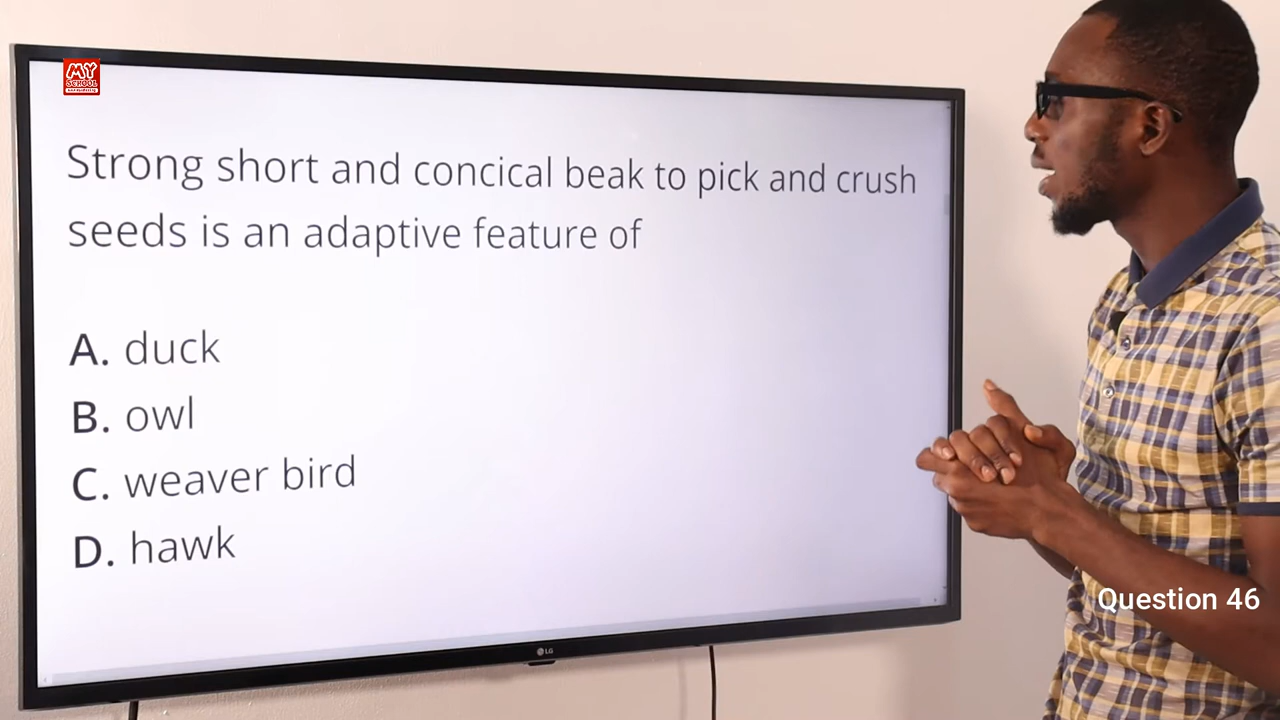 MY
SCHOOL
Strong short and concical beak to pick and crush
seeds is an adaptive feature of
A. duck
B. owl
C. weaver bird
D. hawk
LG
Question 46